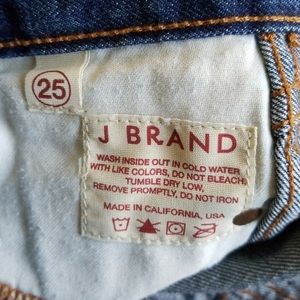 25
J BRAND
WASH INSIDE OUT IN COLD WATER
WITH LIKE COLORS, DO NOT BLEACH,
TUMBLE DRY LOW,
REMOVE PROMPTLY, DO NOT IRON
MADE IN CALIFORNIA, USA